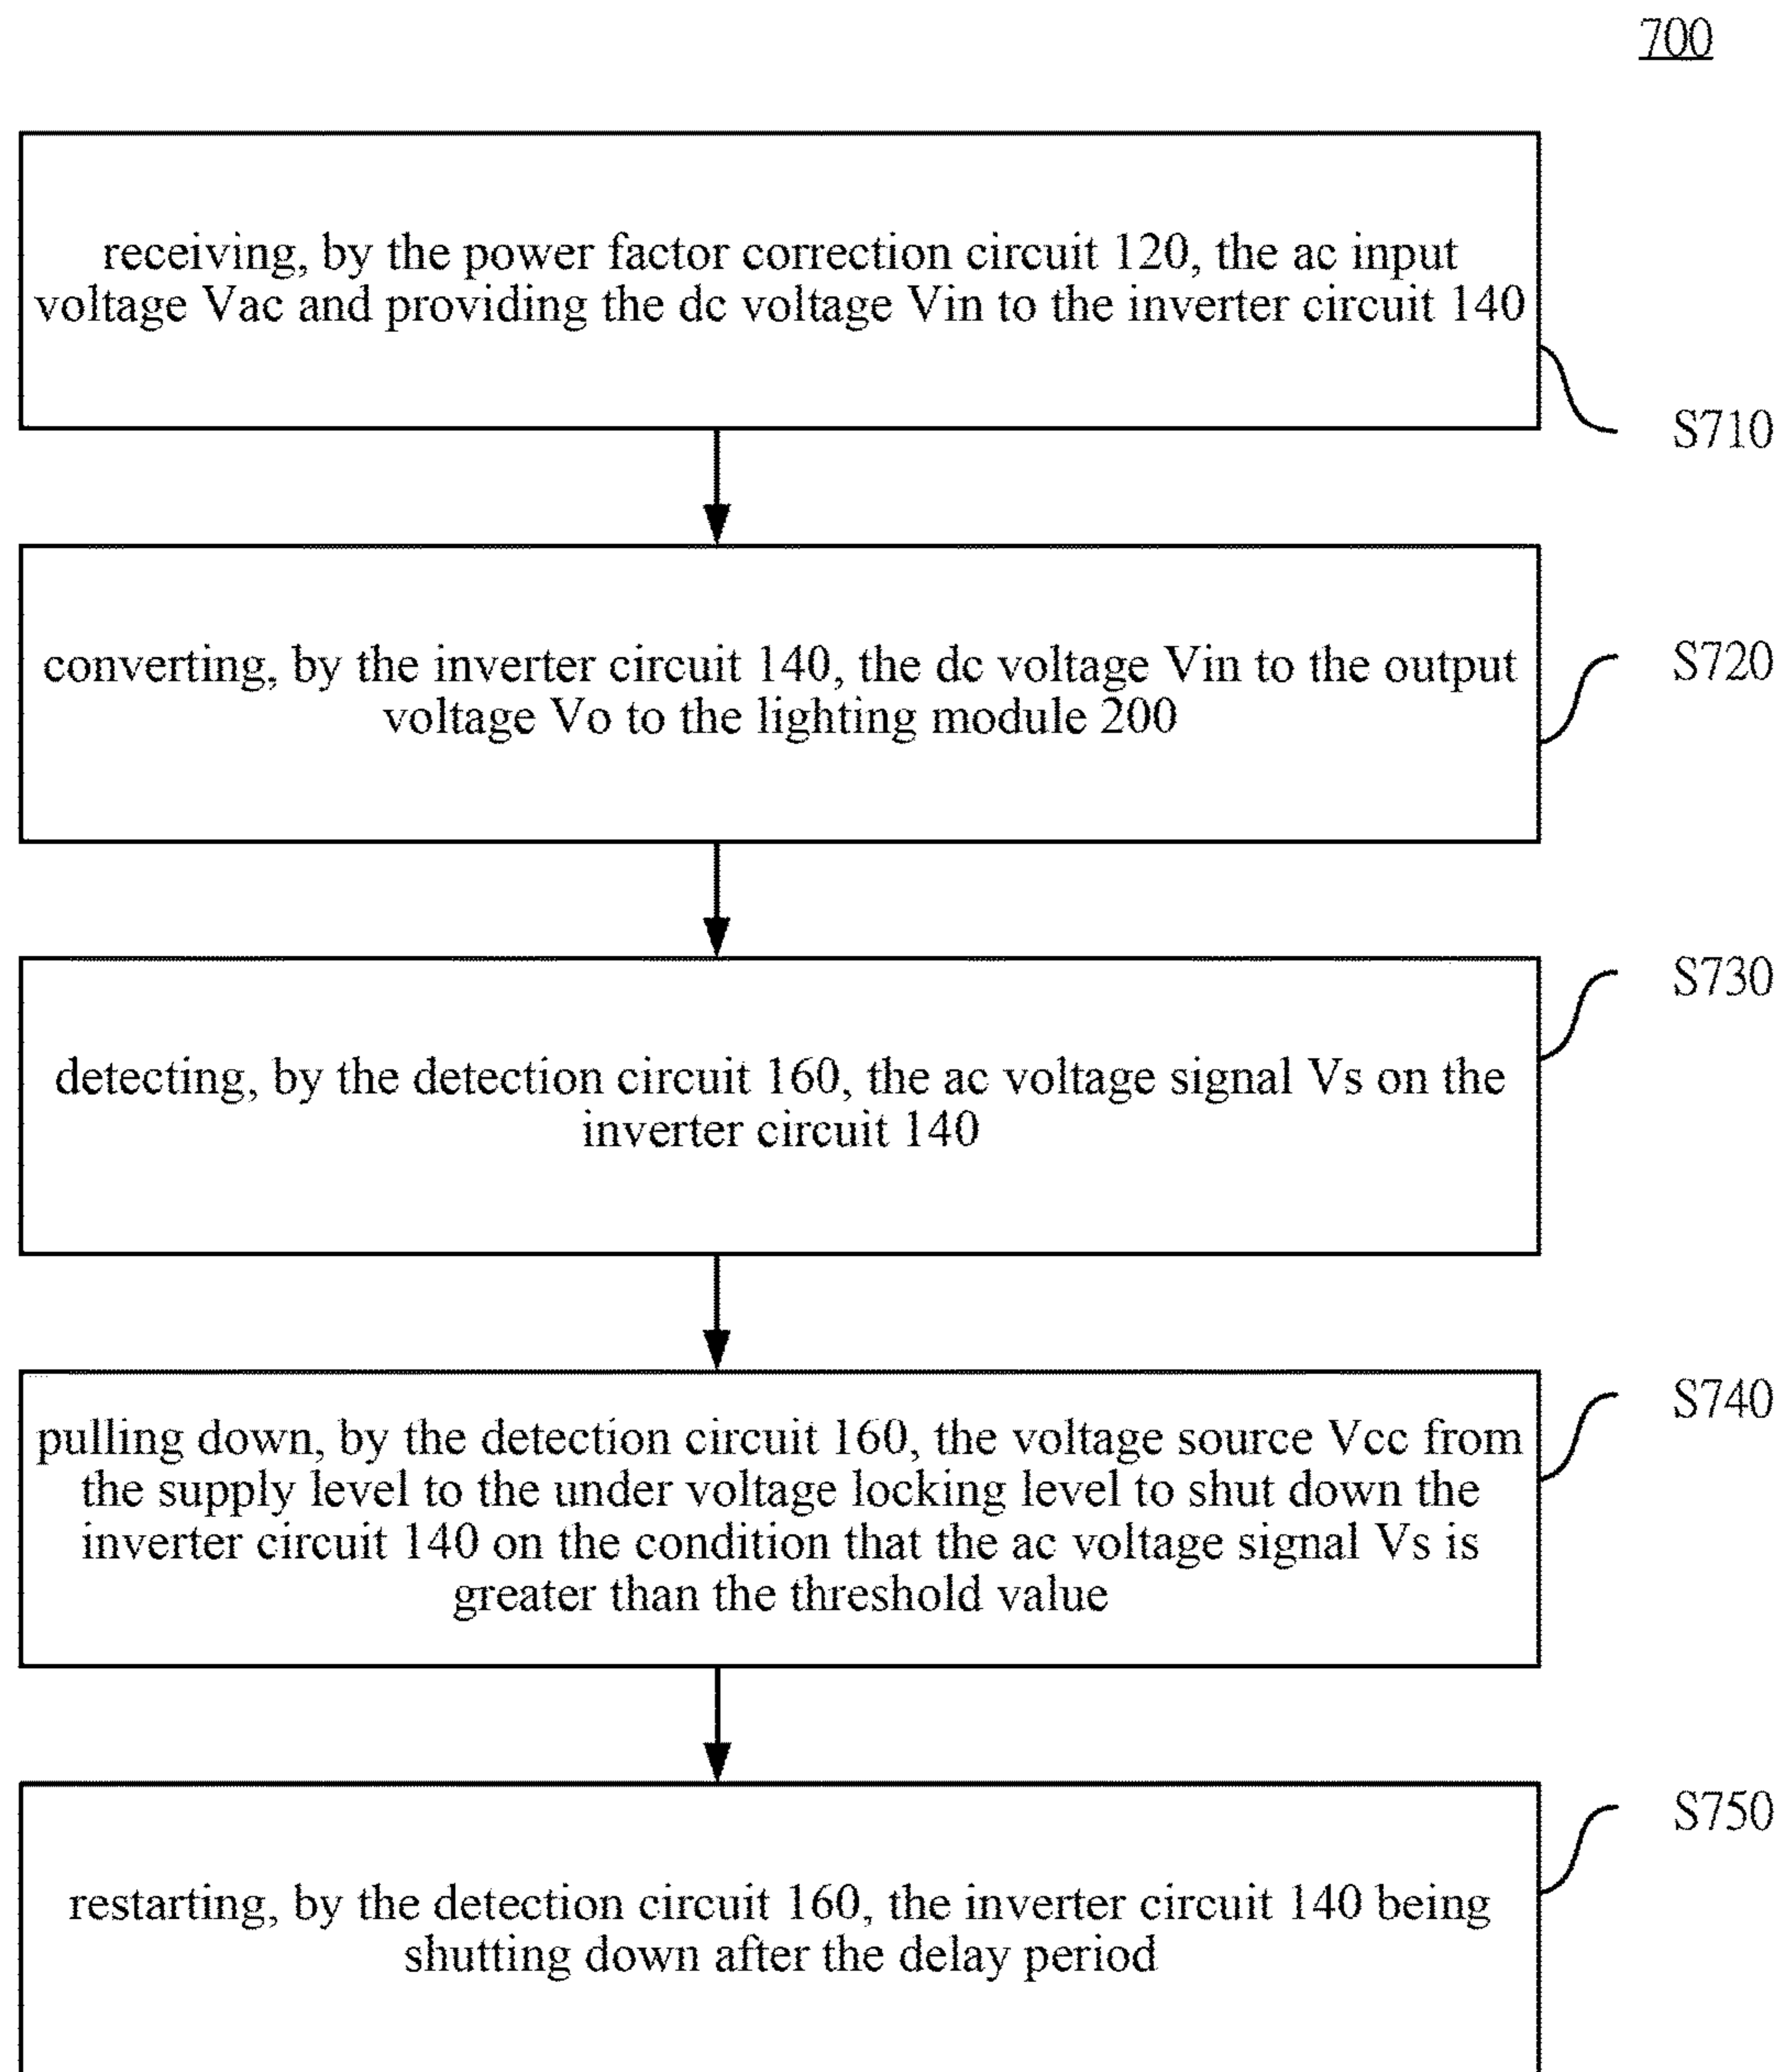 700
receiving, by the power factor correction circuit 120, the ac input
voltage Vac and providing the dc voltage Vin to the inverter circuit 140
S710
converting, by the inverter circuit 140, the dc voltage Vin to the output
voltage Vo to the lighting module 200
S720
detecting, by the detection circuit 160, the ac voltage signal Vs on the
inverter circuit 140
S730
pulling down, by the detection circuit 160, the voltage source Vcc from
the supply level to the under voltage locking level to shut down the
inverter circuit 140 on the condition that the ac voltage signal Vs is
greater than the threshold value
S740
restarting, by the detection circuit 160, the inverter circuit 140 being
shutting down after the delay period
S750